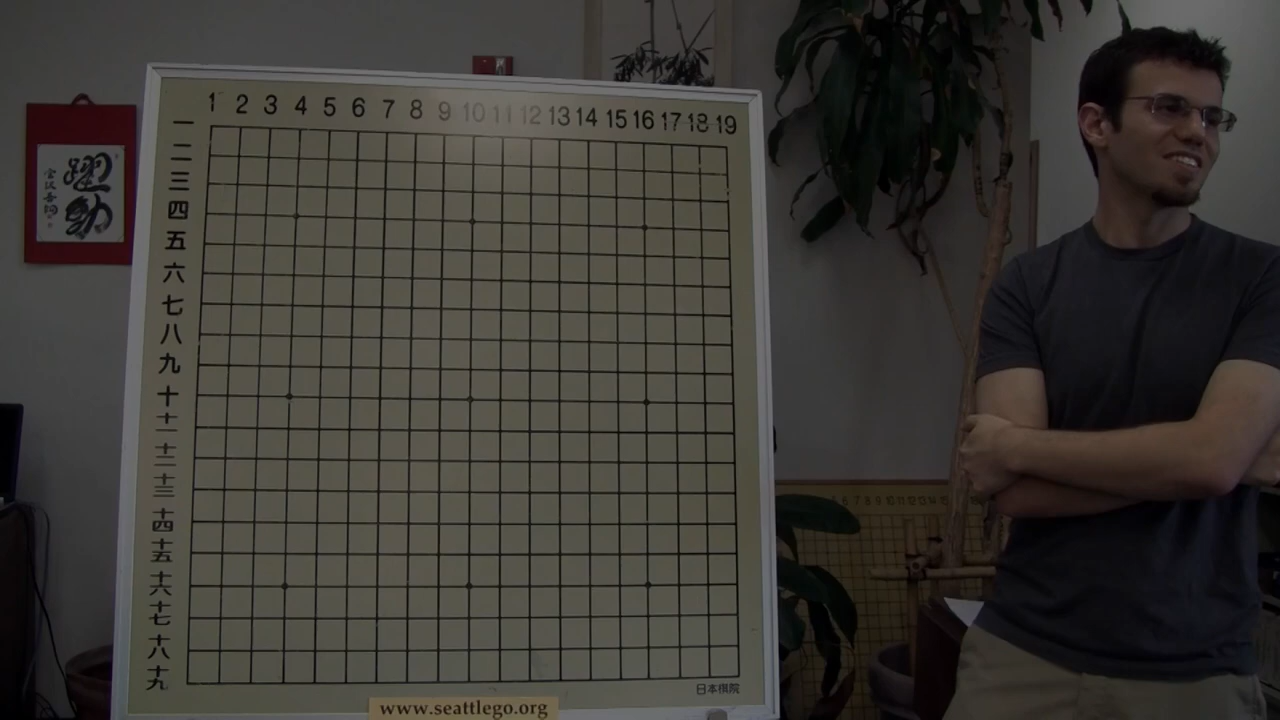 1 2 3 4 5 6 7 8 9 10 11 12 13 14 15 16 17 18 19
一
二
三
四
五
六
七
八
九
十
十一
十二
十三
十四
十五
十六
十七
十八
十九
日本棋院
www.seattlego.org